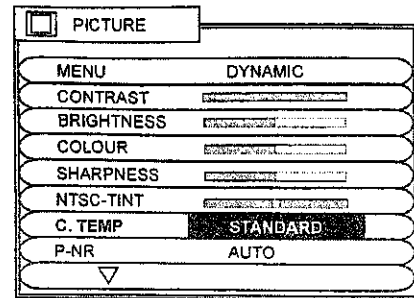 PICTURE
MENU DYNAMIC
CONTRAST
BRIGHTNESS
COLOUR
SHARPNESS
NTSC-TINT
C. TEMP STANDARD
P-NR AUTO